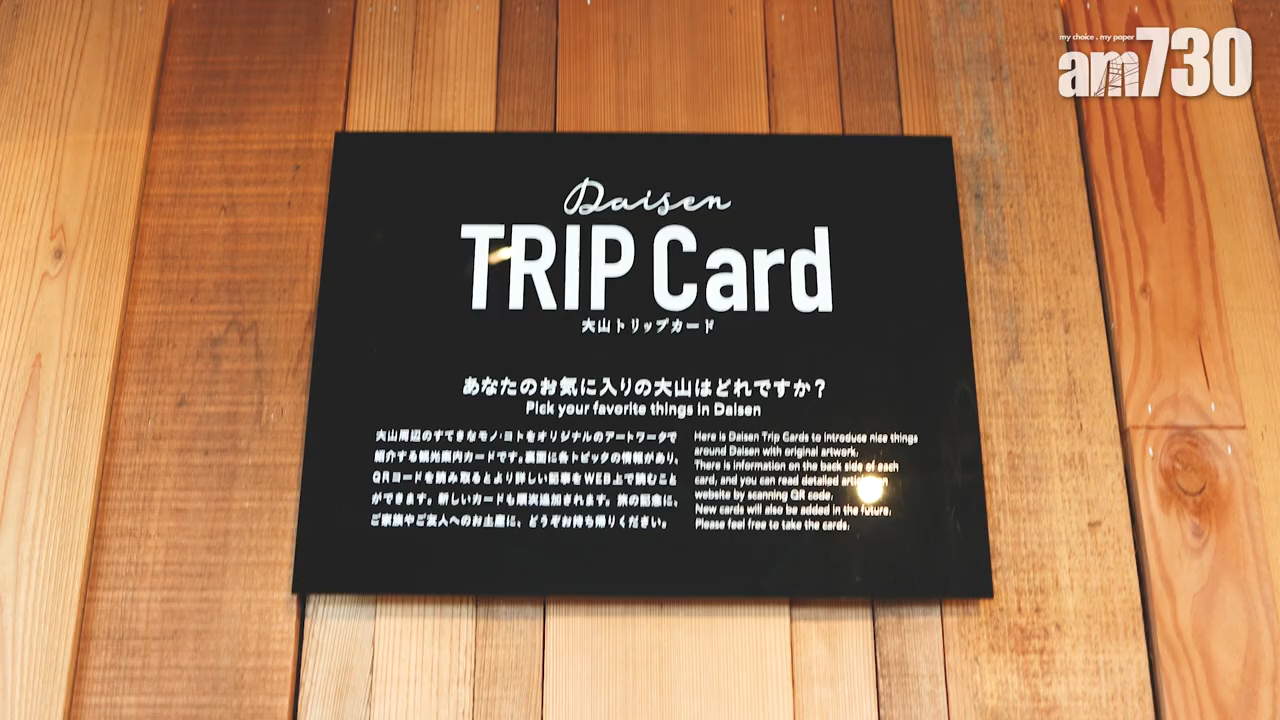 my choice . my paper
am730
Daisen
TRIP Card
大山トリップカード
あなたのお気に入りの大山はどれですか？
Pick your favorite things in Daisen
大山周辺のすてきなモノ・コトをオリジナルのアートワークで
紹介する観光案内カードです。裏面に各トピックの情報があり、
QRコードを読み取るとより詳しい記事をWEB上で読むこと
ができます。新しいカードも順次追加されます。旅の記念に、
ご家族やご友人へのお土産に、どうぞお持ち帰りください。
Here is Daisen Trip Cards to introduce nice things
around Daisen with original artwork.
There is information on the back side of each
card, and you can read detailed on
website by scanning QR code.
New cards will also be added in the future.
Please feel free to take the cards.